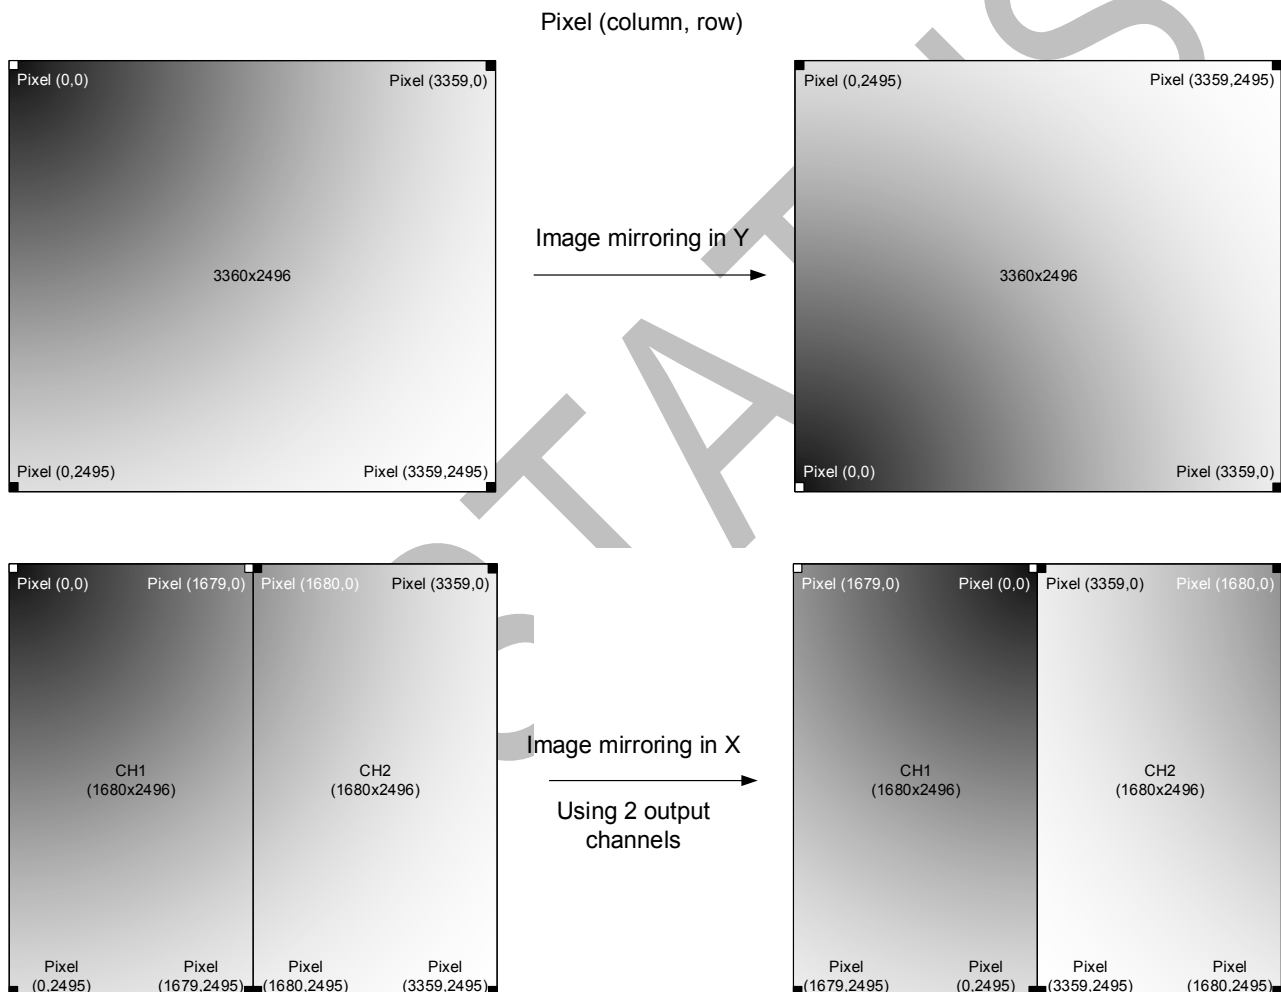 Pixel (column, row)
Pixel (0,0)
Pixel (3359,0)
3360x2496
Pixel (0,2495)
Pixel (3359,2495)
Image mirroring in Y
Pixel (0,2495)
Pixel (3359,2495)
3360x2496
Pixel (0,0)
Pixel (3359,0)
Pixel (0,0)
Pixel (1679,0)
Pixel (1680,0)
Pixel (3359,0)
CH1
(1680x2496)
CH2
(1680x2496)
Pixel
(0,2495)
Pixel
(1679,2495)
Pixel
(1680,2495)
Pixel
(3359,2495)
Image mirroring in X
Using 2 output
channels
Pixel (1679,0)
Pixel (0,0)
Pixel (3359,0)
Pixel (1680,0)
CH1
(1680x2496)
CH2
(1680x2496)
Pixel
(1679,2495)
Pixel
(0,2495)
Pixel
(3359,2495)
Pixel
(1680,2495)